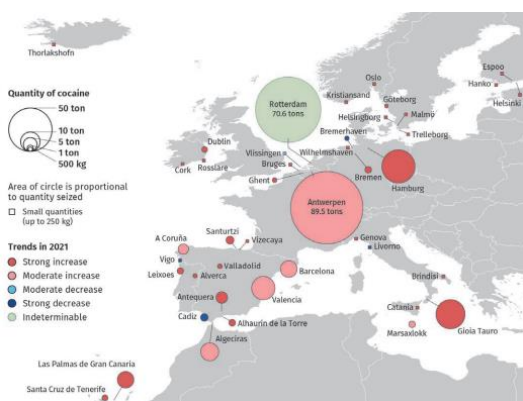 Thorlakshofn
Quantity of cocaine
50 ton
10 ton
5 ton
1 ton
500 kg
Area of circle is proportional
to quantity seized
Small quantities
(up to 250 kg)
Trends in 2021
Strong increase
Moderate increase
Moderate decrease
Strong decrease
Indeterminable
Rotterdam
70.6 tons
Oslo
Kristiansand
Göteborg
Helsingborg
Malmö
Trelleborg
Espoo
Hanko
Helsinki
Dublin
Cork
Rosslare
Vlissingen
Bruges
Ghent
Bremerhaven
Wilhelmshaven
Bremen
Hamburg
Antwerpen
89.5 tons
Santurtzi
Vizcaya
A Coruña
Vigo
Leixoes
Valladolid
Alverca
Antequera
Cadiz
Alhaurin de la Torre
Algeciras
Barcelona
Valencia
Genova
Livorno
Brindisi
Catania
Marsaxlokk
Gioia Tauro
Las Palmas de Gran Canaria
Santa Cruz de Tenerife